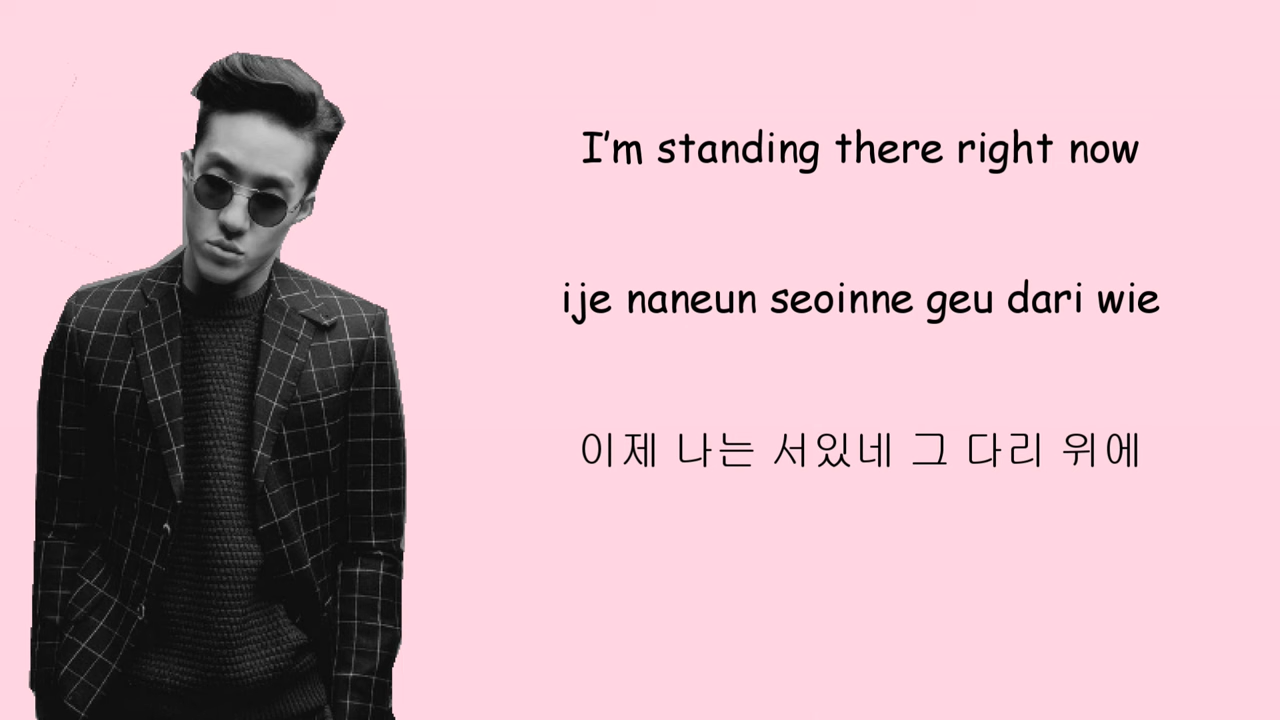 I'm standing there right now
ije naneun seoinne geu dari wie
이제 나는 서있네 그 다리 위에